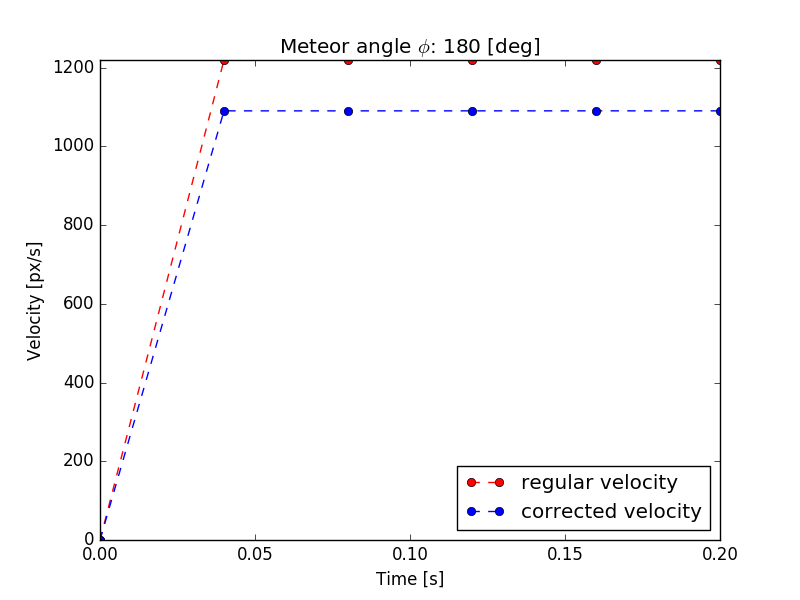 Meteor angle ϕ: 180 [deg]
1200
1000
800
600
400
200
0
Velocity [px/s]
regular velocity
corrected velocity
0.00 0.05 0.10 0.15 0.20
Time [s]